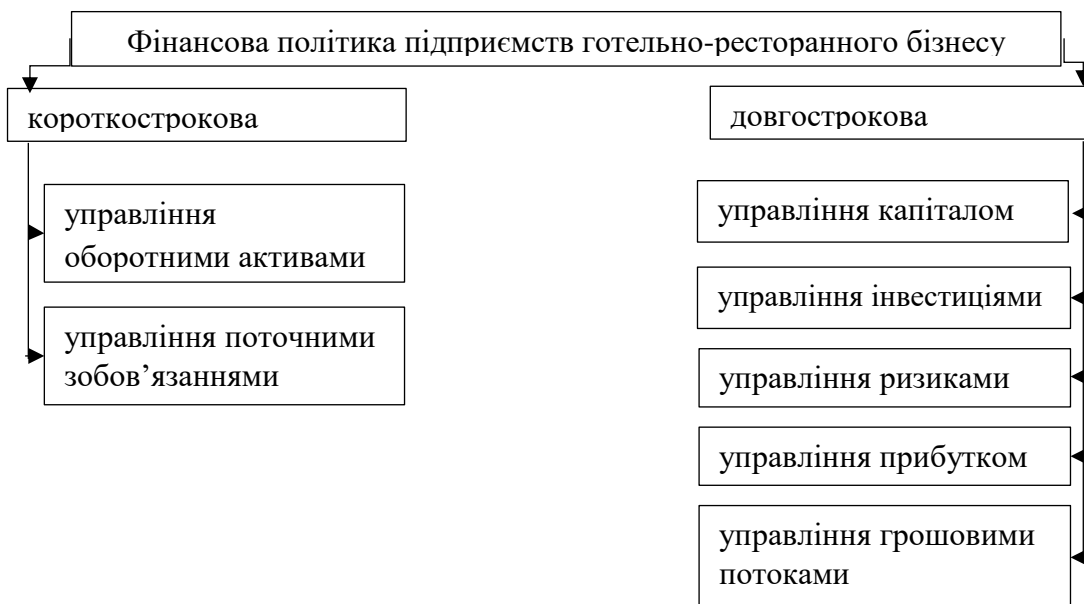 Фінансова політика підприємств готельно-ресторанного бізнесу
короткострокова
управління
оборотними активами
управління поточними
зобов’язаннями
довгострокова
управління капіталом
управління інвестиціями
управління ризиками
управління прибутком
управління грошовими
потоками